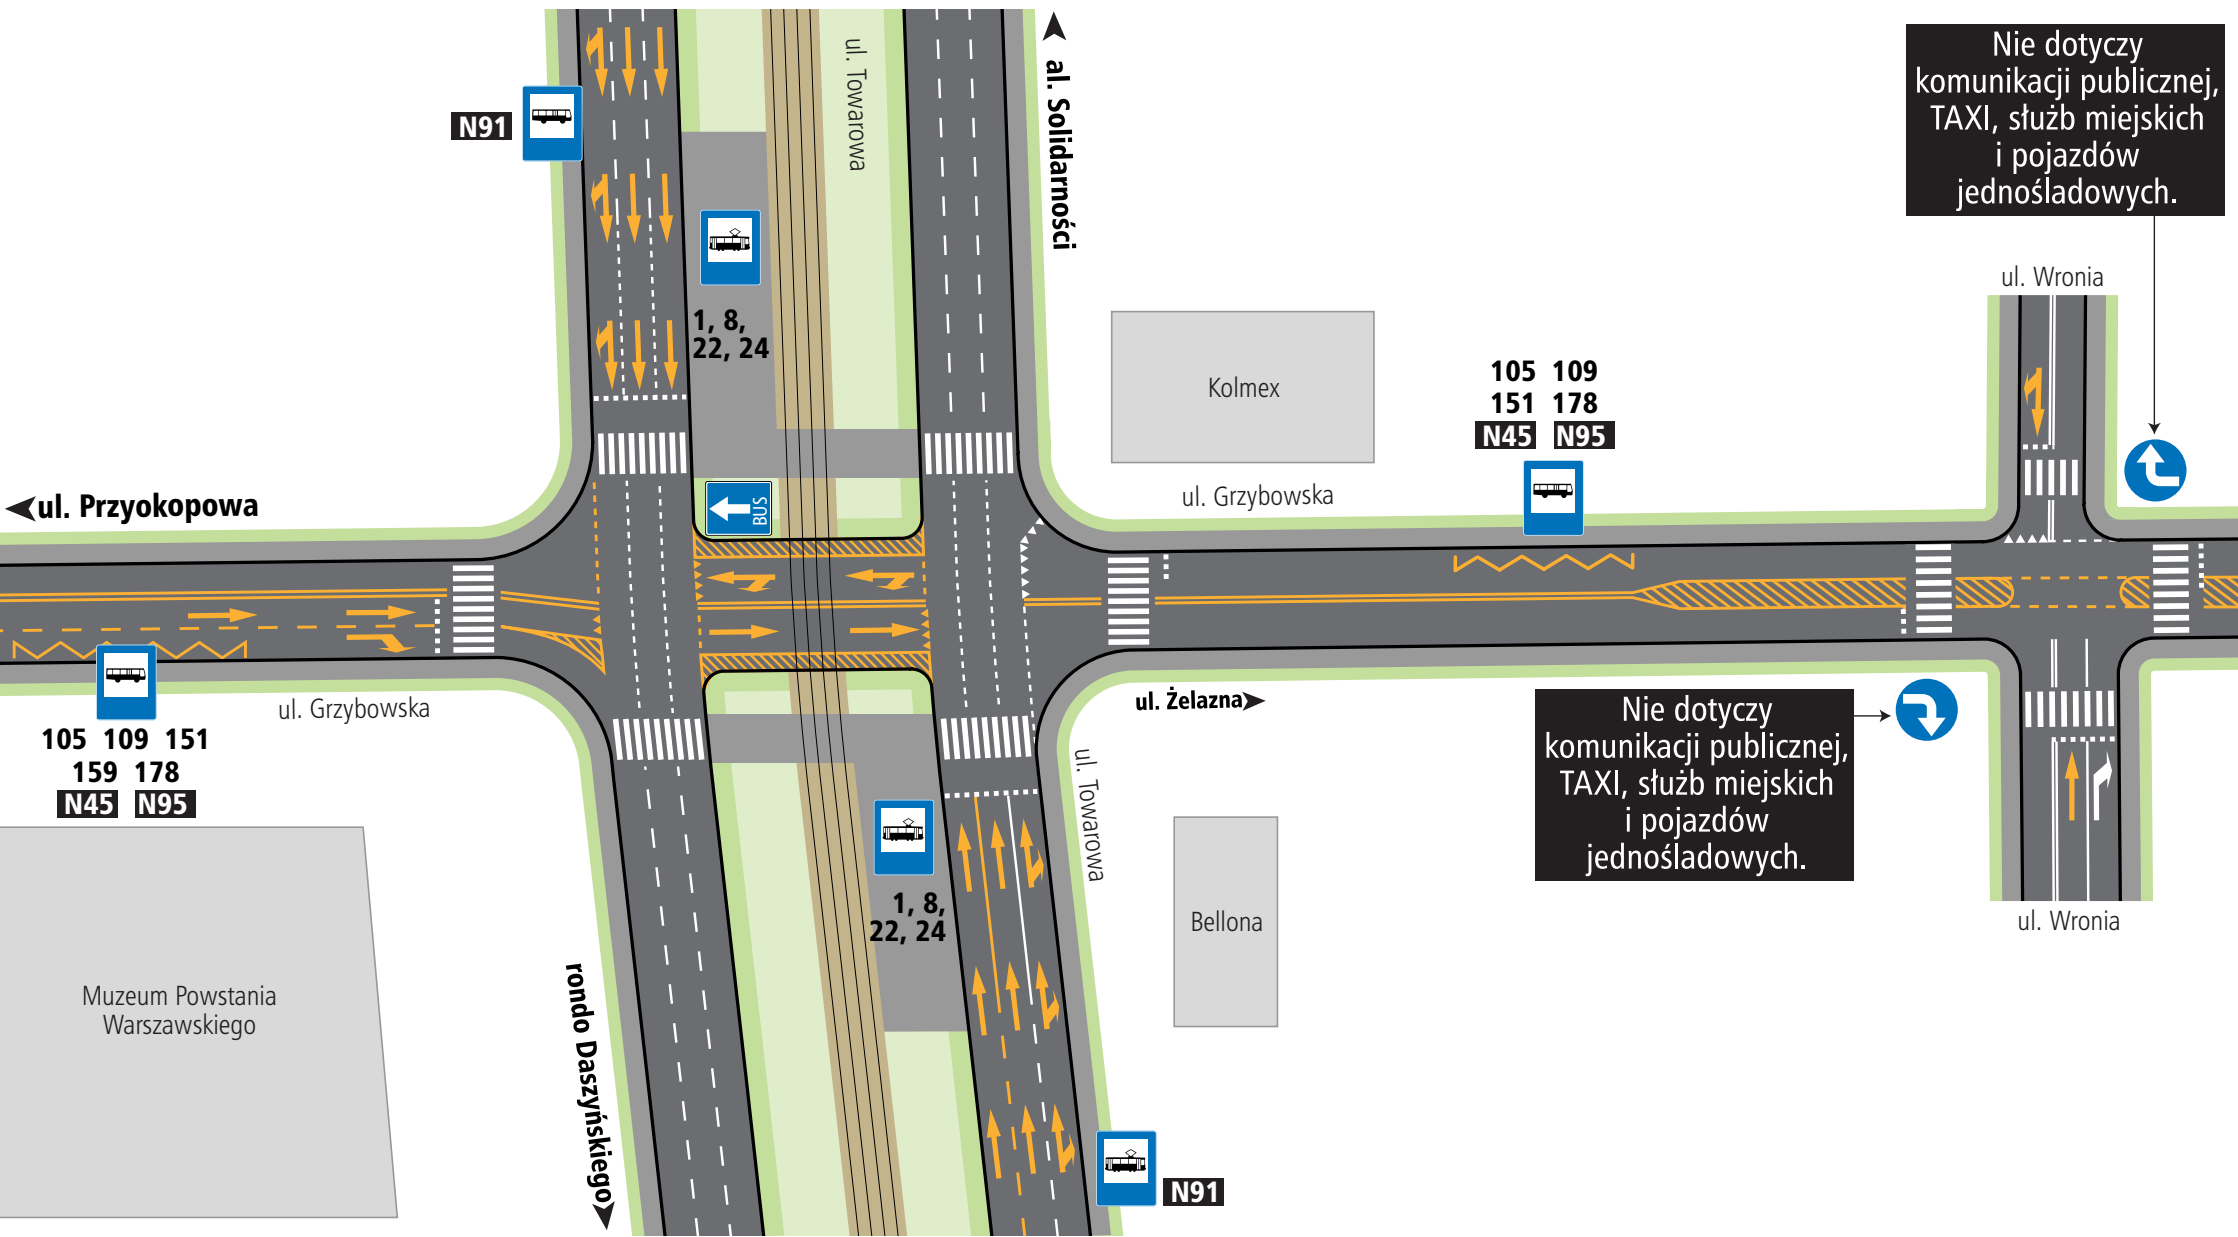 N91
ul. Towarowa
1, 8,
22, 24
al. Solidarności
Nie dotyczy
komunikacji publicznej,
TAXI, służb miejskich
i pojazdów
jednośladowych.
ul. Wronia
Kolmex
105 109
151 178
N45 N95
ul. Grzybowska
ul. Przyokopowa
BUS
ul. Grzybowska
105 109 151
159 178
N45 N95
ul. Żelazna
Nie dotyczy
komunikacji publicznej,
TAXI, służb miejskich
i pojazdów
jednośladowych.
ul. Towarowa
1, 8,
22, 24
Bellona
ul. Wronia
Muzeum Powstania
Warszawskiego
rondo Daszyńskiego
N91